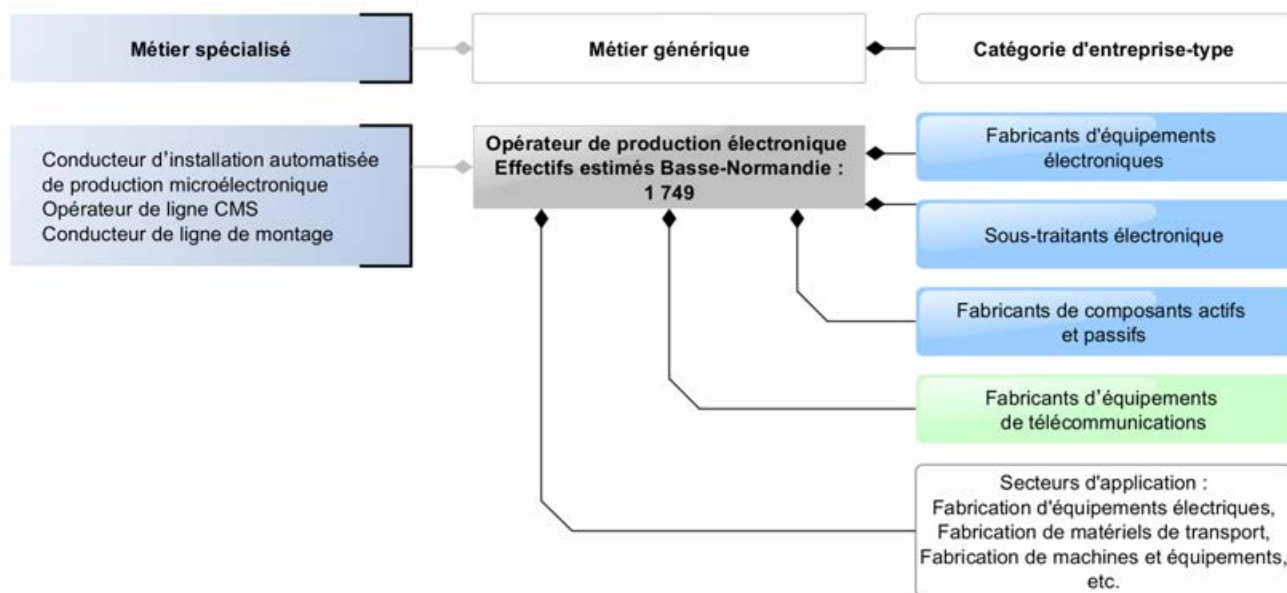 Métier spécialisé
Métier générique
Catégorie d'entreprise-type
Conducteur d’installation automatisée
de production microélectronique
Opérateur de ligne CMS
Conducteur de ligne de montage
Opérateur de production électronique
Effectifs estimés Basse-Normandie :
1 749
Fabricants d'équipements
électroniques
Sous-traitants électronique
Fabricants de composants actifs
et passifs
Fabricants d’équipements
de télécommunications
Secteurs d'application :
Fabrication d'équipements électriques,
Fabrication de matériels de transport,
Fabrication de machines et équipements,
etc.